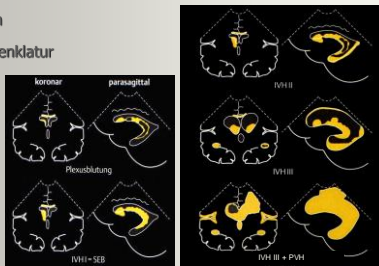 enklatur
koronar
parasagittal
Plexusblutung
IVH I = SEB
IVH II
IVH III
IVH III + PVH